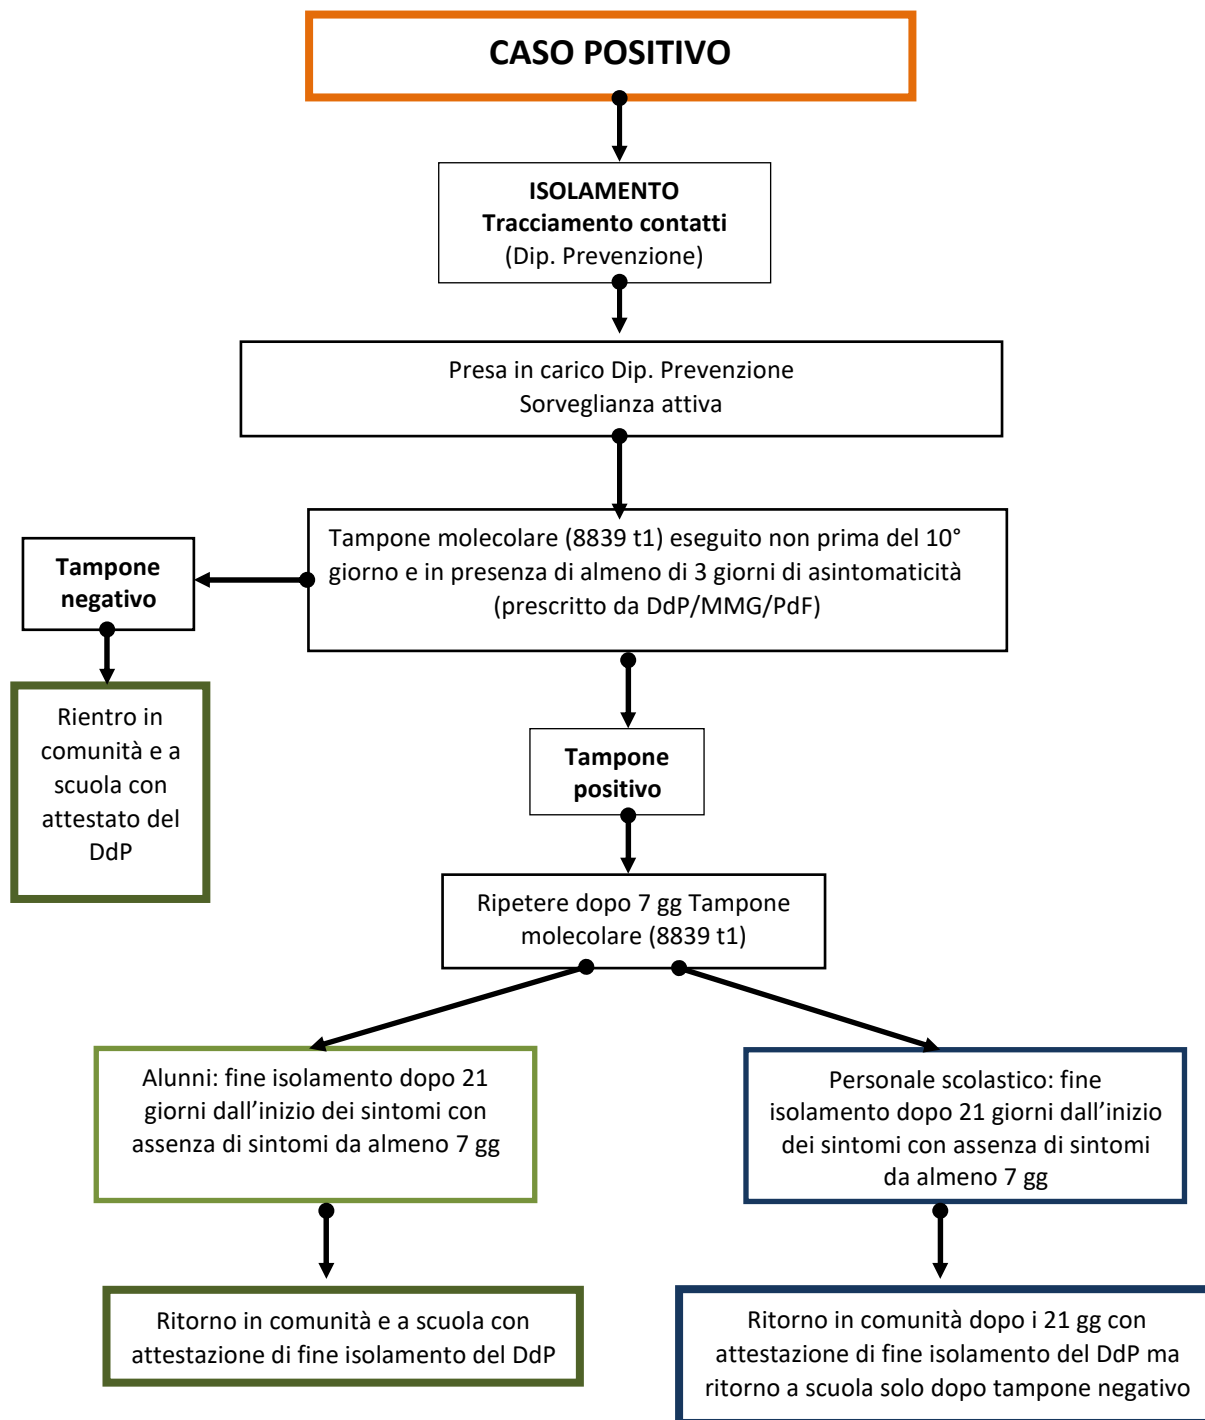 CASO POSITIVO
ISOLAMENTO
Tracciamento contatti
(Dip. Prevenzione)
Presa in carico Dip. Prevenzione
Sorveglianza attiva
Tampone molecolare (8839 t1) eseguito non prima del 10°
giorno e in presenza di almeno di 3 giorni di asintomaticità
(prescritto da DdP/MMG/PdF)
Tampone
negativo
Rientro in
comunità e a
scuola con
attestato del
DdP
Tampone
positivo
Ripetere dopo 7 gg Tampone
molecolare (8839 t1)
Alunni: fine isolamento dopo 21
giorni dall’inizio dei sintomi con
assenza di sintomi da almeno 7 gg
Personale scolastico: fine
isolamento dopo 21 giorni dall’inizio
dei sintomi con assenza di sintomi
da almeno 7 gg
Ritorno in comunità e a scuola con
attestazione di fine isolamento del DdP
Ritorno in comunità dopo i 21 gg con
attestazione di fine isolamento del DdP ma
ritorno a scuola solo dopo tampone negativo